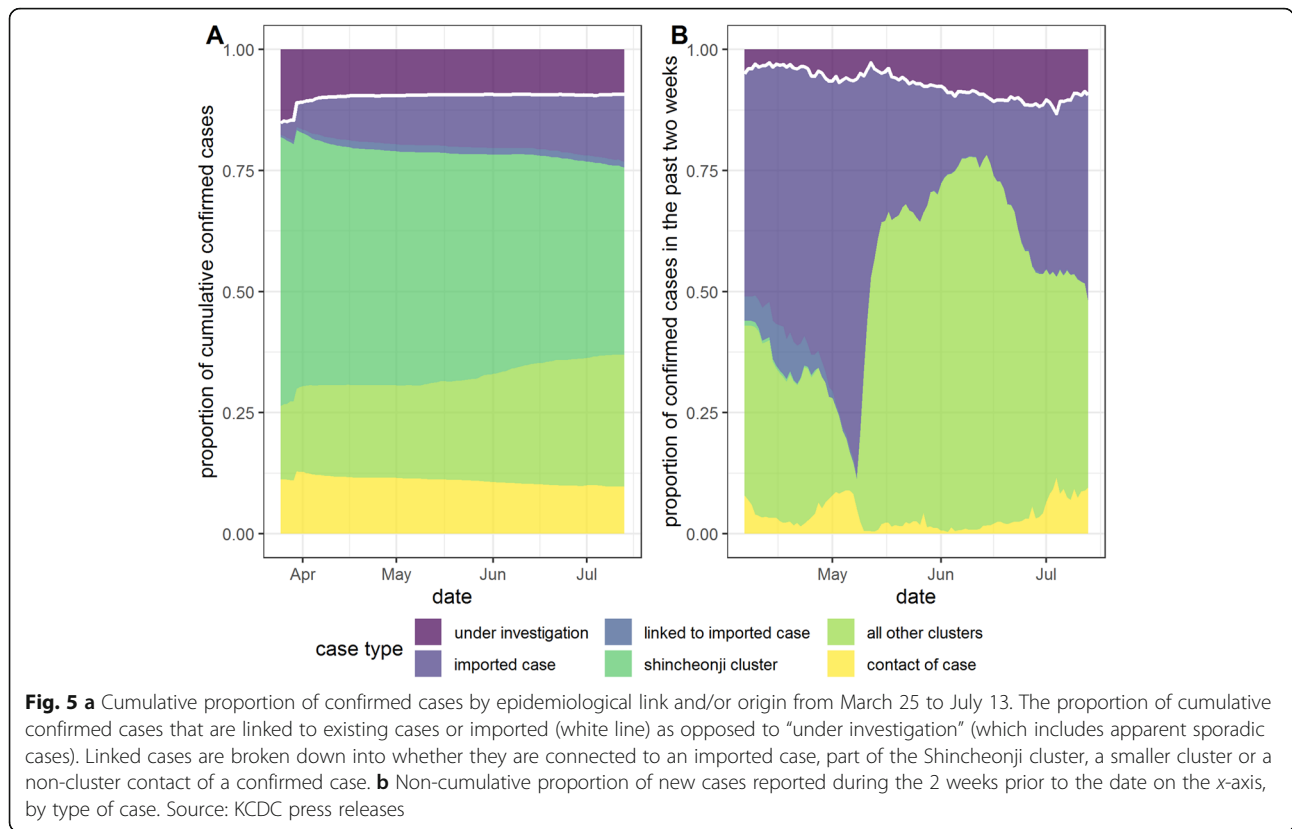 A
B
proportion of cumulative confirmed cases
1.00
0.75
0.50
0.25
0.00
Apr
May
Jun
Jul
date
proportion of confirmed cases in the past two weeks
1.00
0.75
0.50
0.25
0.00
May
Jun
Jul
date
case type
under investigation
linked to imported case
all other clusters
imported case
shincheonji cluster
contact of case
Fig. 5 a Cumulative proportion of confirmed cases by epidemiological link and/or origin from March 25 to July 13. The proportion of cumulative
confirmed cases that are linked to existing cases or imported (white line) as opposed to “under investigation” (which includes apparent sporadic
cases). Linked cases are broken down into whether they are connected to an imported case, part of the Shincheonji cluster, a smaller cluster or a
non-cluster contact of a confirmed case. b Non-cumulative proportion of new cases reported during the 2 weeks prior to the date on the x-axis,
by type of case. Source: KCDC press releases